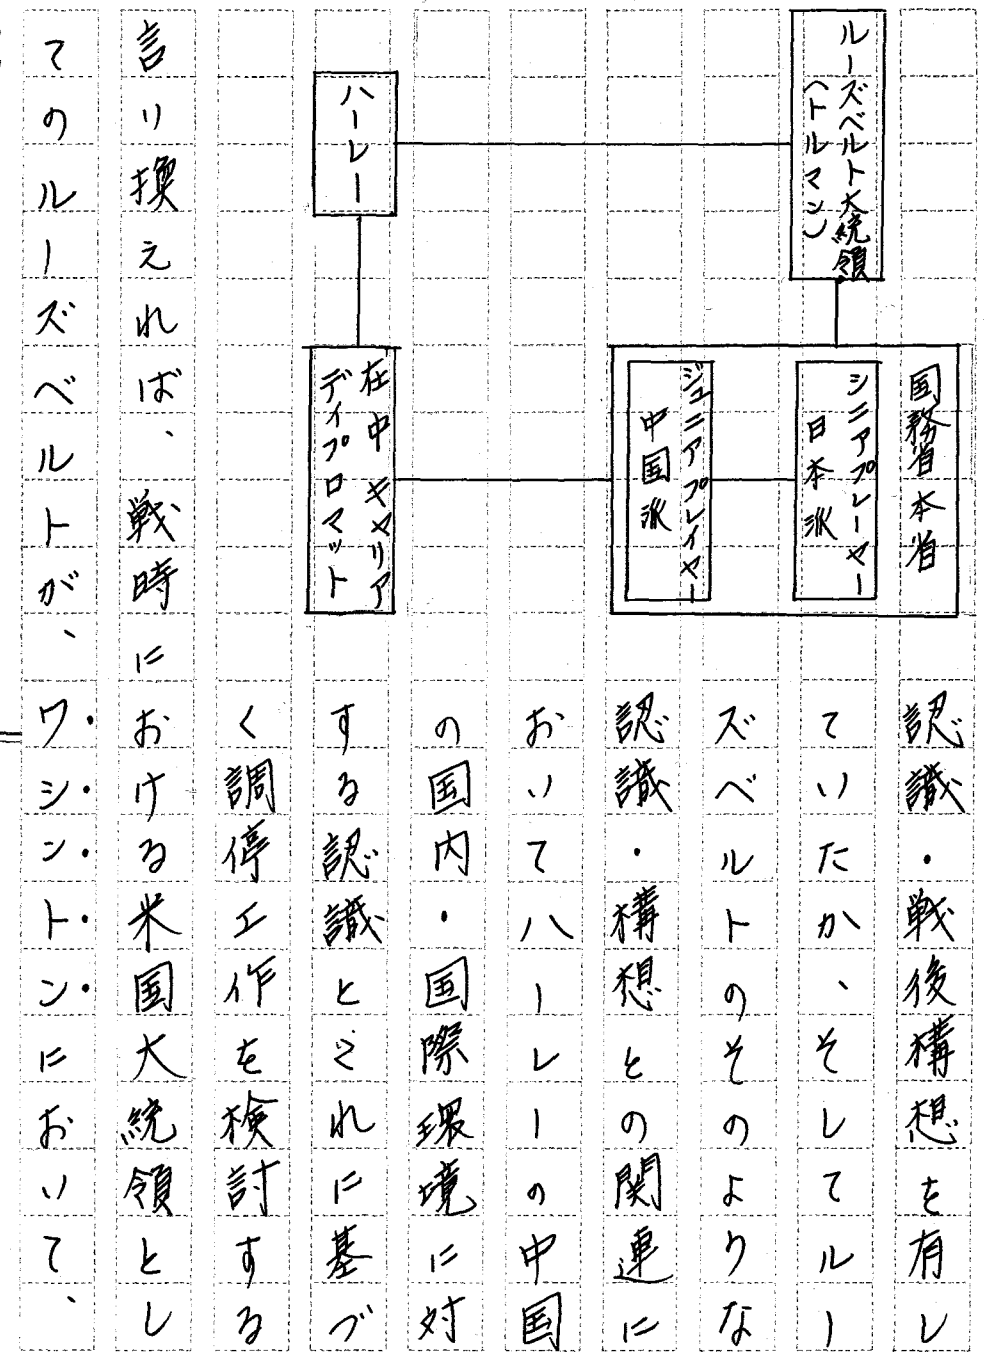 ルーズベルト大統領
（トルマン）
ハーレー
国務省本省
シニアプレーヤー
日本派
ジュニアプレイヤー
中国派
在中キャリア
ディプロマット
認識・戦後構想を有し
ていたか、そしてルー
ズベルトのそのよりな
認識・構想との関連に
おいてハーレーの中国
の国内・国際環境に対
する認識とそれに基づ
く調停工作を検討する
言り換えれば、戦時における米国大統領とし
てのルーズベルトが、ワシントンにおいて、